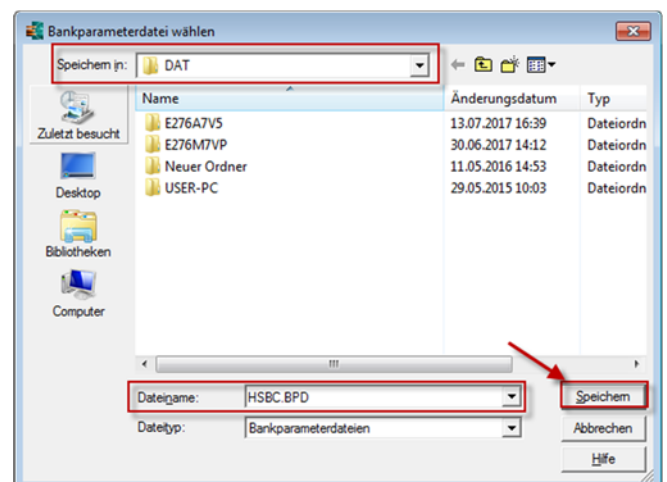 Bankparameterdatei wählen
Speichern in: DAT
Name Änderungsdatum Typ
E276A7V5 13.07.2017 16:39 Dateiordn
E276M7VP 30.06.2017 14:12 Dateiordn
Neuer Ordner 11.05.2016 14:53 Dateiordn
USER-PC 29.05.2015 10:03 Dateiordn
Zuletzt besucht
Desktop
Bibliotheken
Computer
Dateiname: HSBC.BPD Speichern
Dateityp: Bankparameterdateien Abbrechen
Hilfe